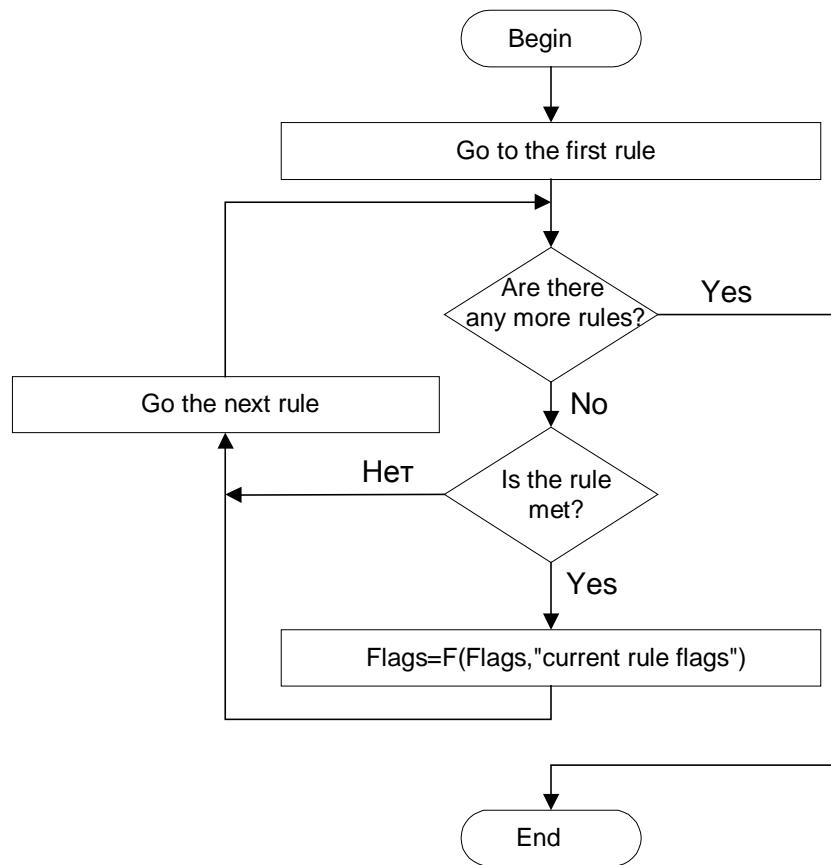 Begin
Go to the first rule
Are there
any more rules?
Yes
Go the next rule
No
Нет
Is the rule
met?
Yes
Flags=F(Flags,"current rule flags")
End